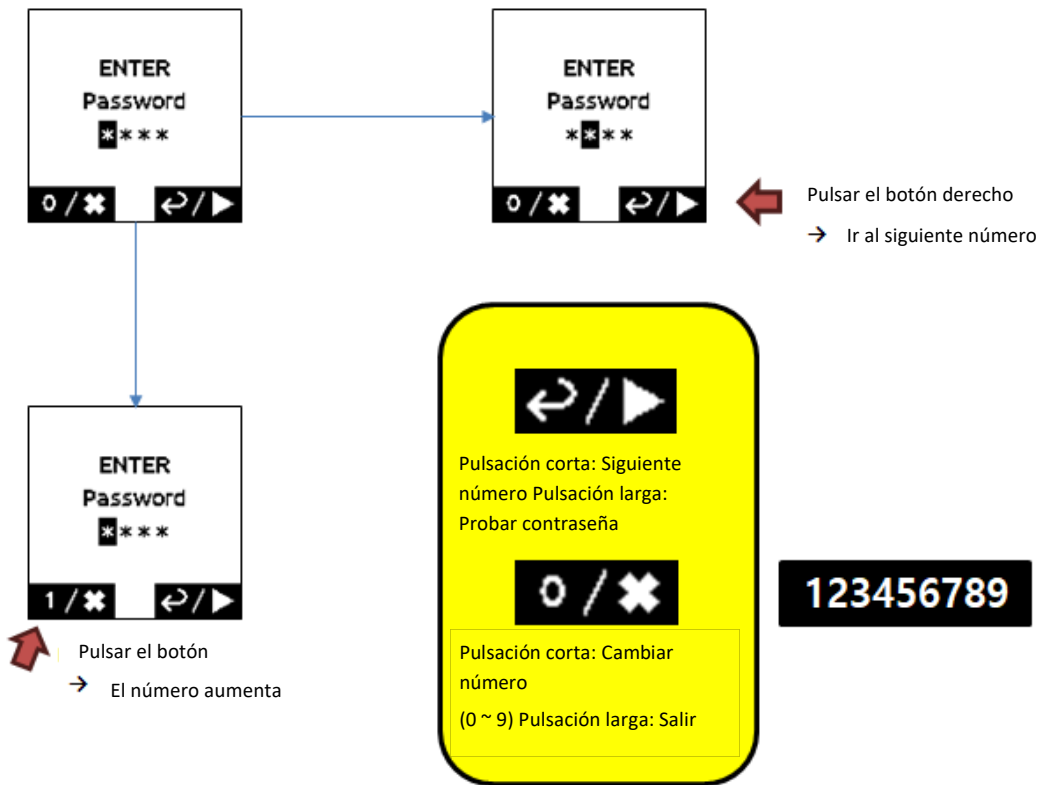 ENTER
Password
****
0 / ✖ ↩/▶
ENTER
Password
****
0 / ✖ ↩/▶
Pulsar el botón derecho
→ Ir al siguiente número
ENTER
Password
****
1 / ✖ ↩/▶
Pulsar el botón
→ El número aumenta
↩/▶
Pulsación corta: Siguiente
número Pulsación larga:
Probar contraseña
0 / ✖
Pulsación corta: Cambiar
número
(0 ~ 9) Pulsación larga: Salir
123456789